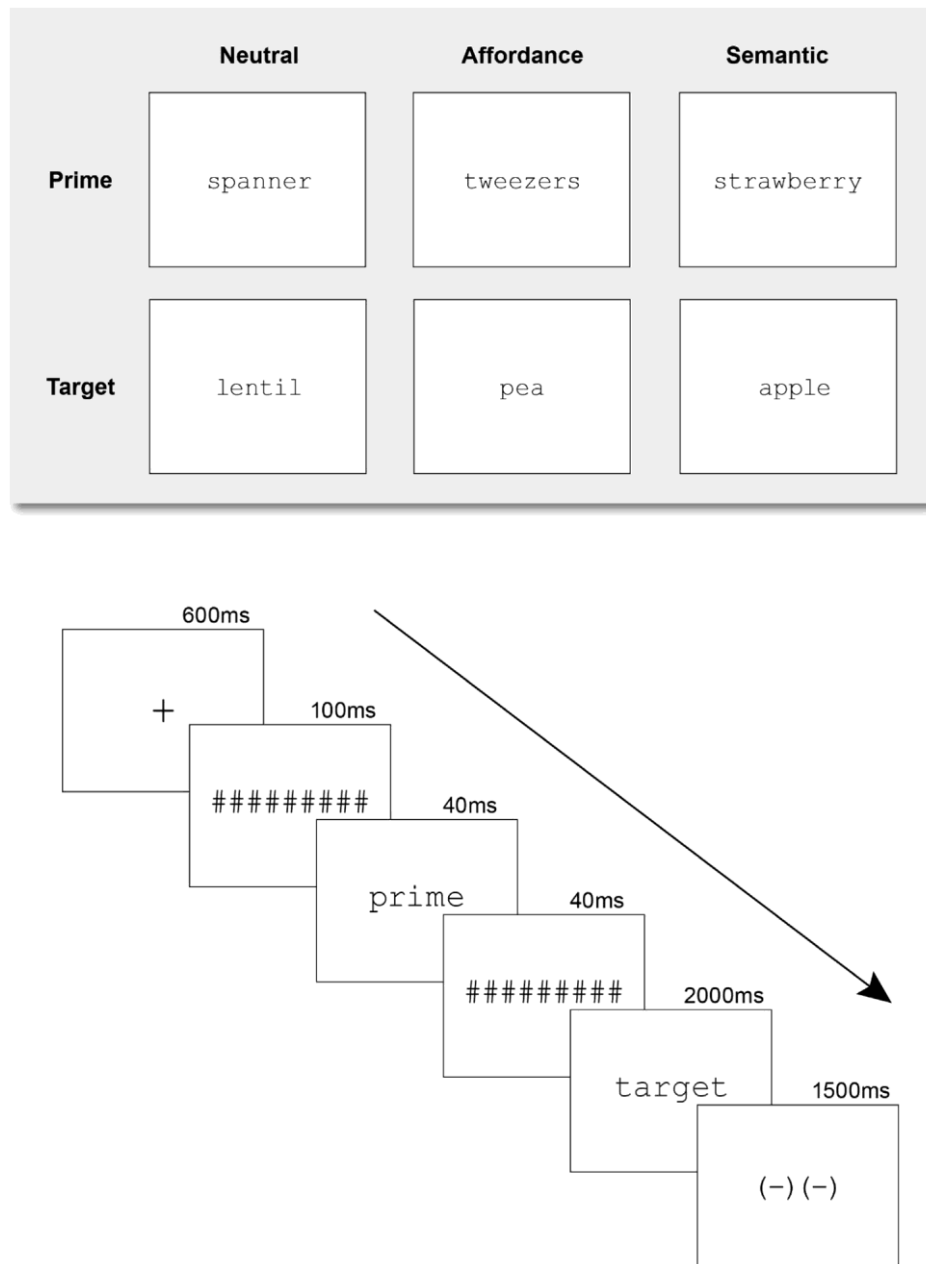 Neutral Affordance Semantic
Prime spanner tweezers strawberry
Target lentil pea apple
600ms
+
100ms
#########
40ms
prime
40ms
#########
2000ms
target
1500ms
(-)(-)